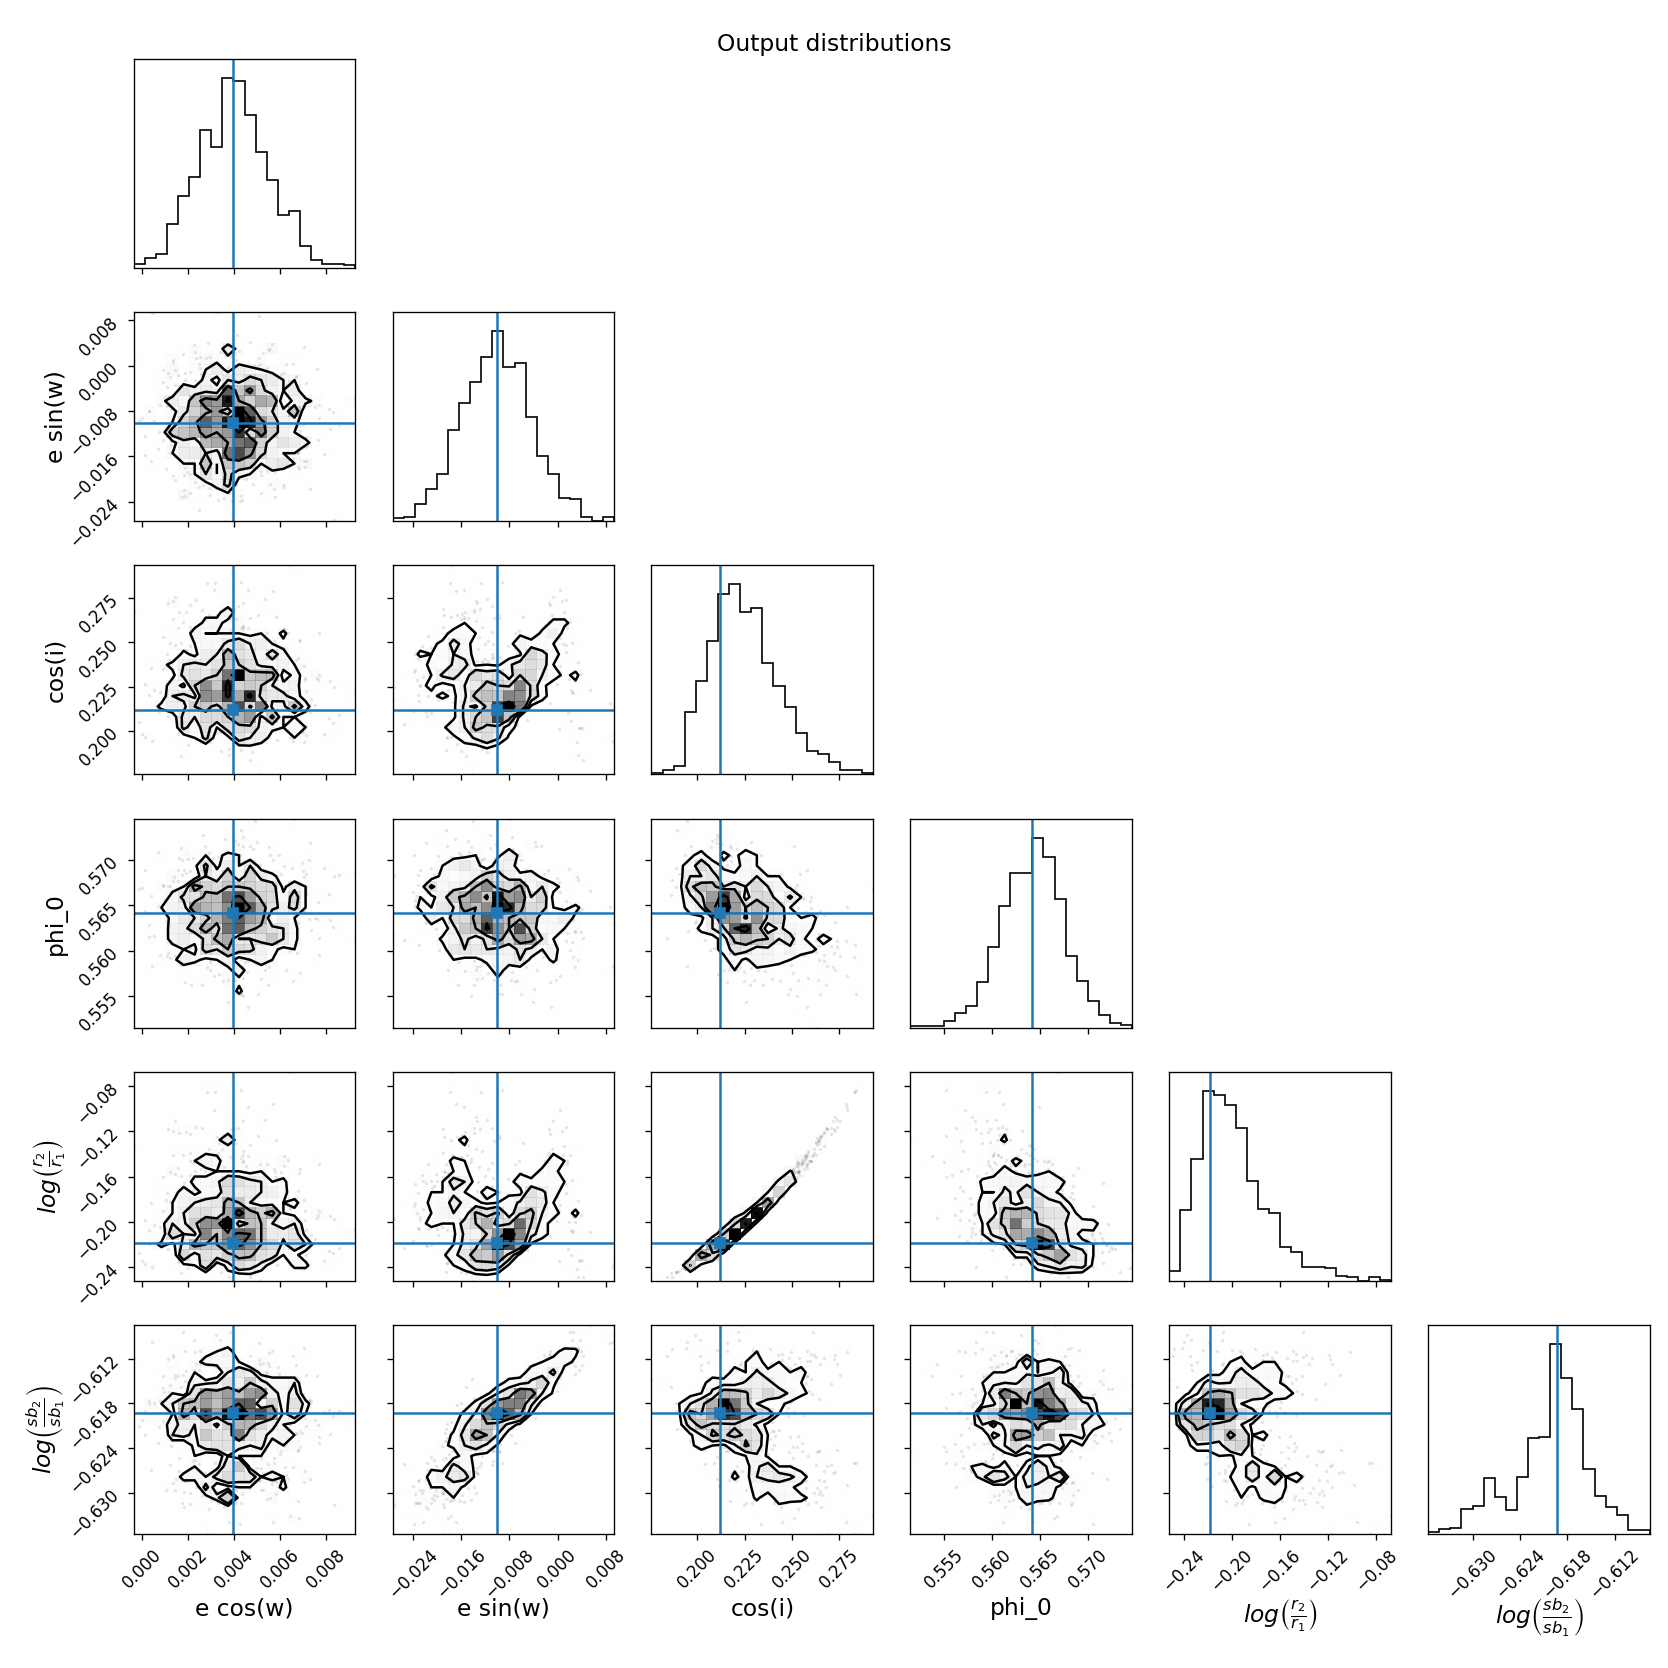 Output distributions
0.008
0.000
−0.008
−0.016
−0.024
e sin(w)
0.275
0.250
0.225
0.200
cos(i)
0.570
0.565
0.560
0.555
phi_0
−0.08
−0.12
−0.16
−0.20
−0.24
log(r₂/r₁)
−0.612
−0.618
−0.624
−0.630
log(sb₂/sb₁)
0.000 0.002 0.004 0.006 0.008 −0.024 −0.016 −0.008 0.000 0.008 0.200 0.225 0.250 0.275 0.555 0.560 0.565 0.570 −0.24 −0.20 −0.16 −0.12 −0.08 −0.630 −0.624 −0.618 −0.612
e cos(w) e sin(w) cos(i) phi_0 log(r₂/r₁) log(sb₂/sb₁)